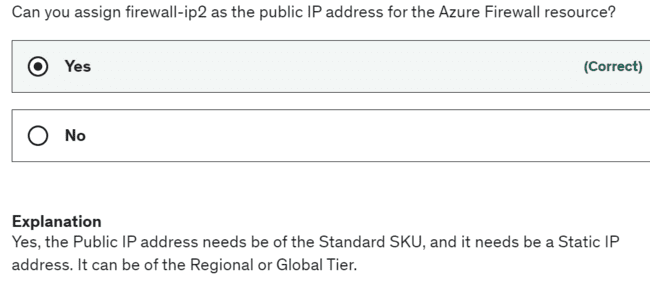 Can you assign firewall-ip2 as the public IP address for the Azure Firewall resource?
Yes (Correct)
No
Explanation
Yes, the Public IP address needs be of the Standard SKU, and it needs be a Static IP
address. It can be of the Regional or Global Tier.